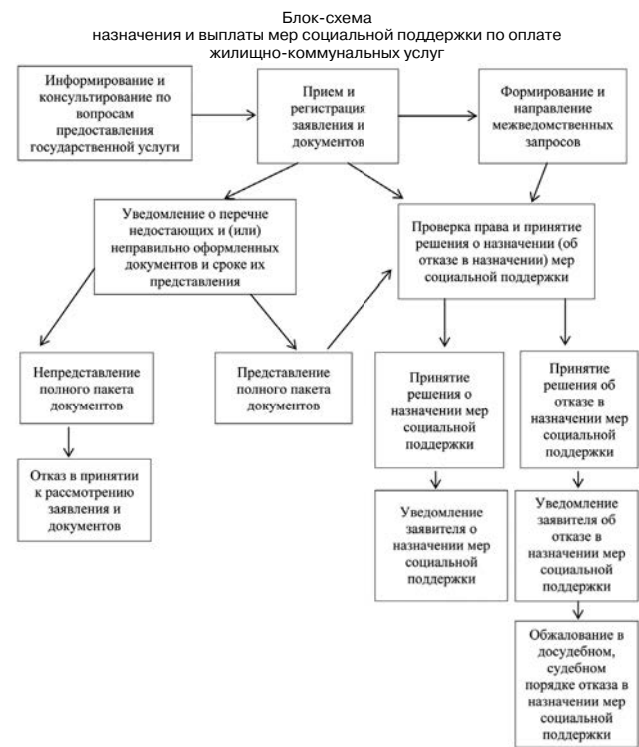 Блок-схема
назначения и выплаты мер социальной поддержки по оплате
жилищно-коммунальных услуг
Информирование и
консультирование по
вопросам
предоставления
государственной услуги
Прием и
регистрация
заявления и
документов
Формирование и
направление
межведомственных
запросов
Уведомление о перечне
недостающих и (или)
неправильно оформленных
документов и сроке их
представления
Проверка права и принятие
решения о назначении (об
отказе в назначении) мер
социальной поддержки
Непредставление
полного пакета
документов
Представление
полного пакета
документов
Принятие
решения о
назначении мер
социальной
поддержки
Принятие
решения об
отказе в
назначении мер
социальной
поддержки
Отказ в принятии
к рассмотрению
заявления и
документов
Уведомление
заявителя о
назначении мер
социальной
поддержки
Уведомление
заявителя об
отказе в
назначении мер
социальной
поддержки
Обжалование в
досудебном,
судебном
порядке отказа в
назначении мер
социальной
поддержки